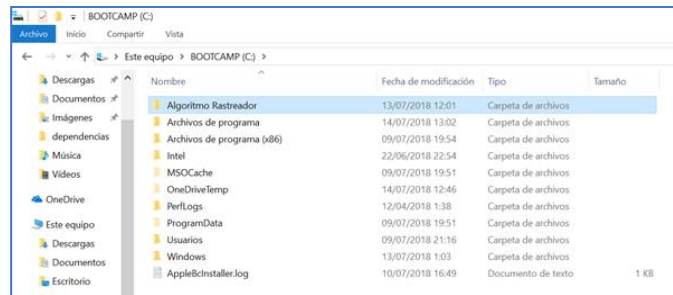 BOOTCAMP (C:)
Archivo Inicio Compartir Vista
Este equipo > BOOTCAMP (C:) >
Nombre Fecha de modificación Tipo Tamaño
Descargas
Documentos
Imágenes
dependencias
Música
Vídeos
OneDrive
Este equipo
Descargas
Documentos
Escritorio
Algoritmo Rastreador 13/07/2018 12:01 Carpeta de archivos
Archivos de programa 14/07/2018 13:02 Carpeta de archivos
Archivos de programa (x86) 09/07/2018 19:54 Carpeta de archivos
Intel 22/06/2018 22:54 Carpeta de archivos
MSOCache 09/07/2018 19:51 Carpeta de archivos
OneDriveTemp 14/07/2018 12:46 Carpeta de archivos
PerfLogs 12/04/2018 1:38 Carpeta de archivos
ProgramData 09/07/2018 19:51 Carpeta de archivos
Usuarios 09/07/2018 21:16 Carpeta de archivos
Windows 13/07/2018 1:03 Carpeta de archivos
AppleBcInstaller.log 10/07/2018 16:49 Documento de texto 1 KB